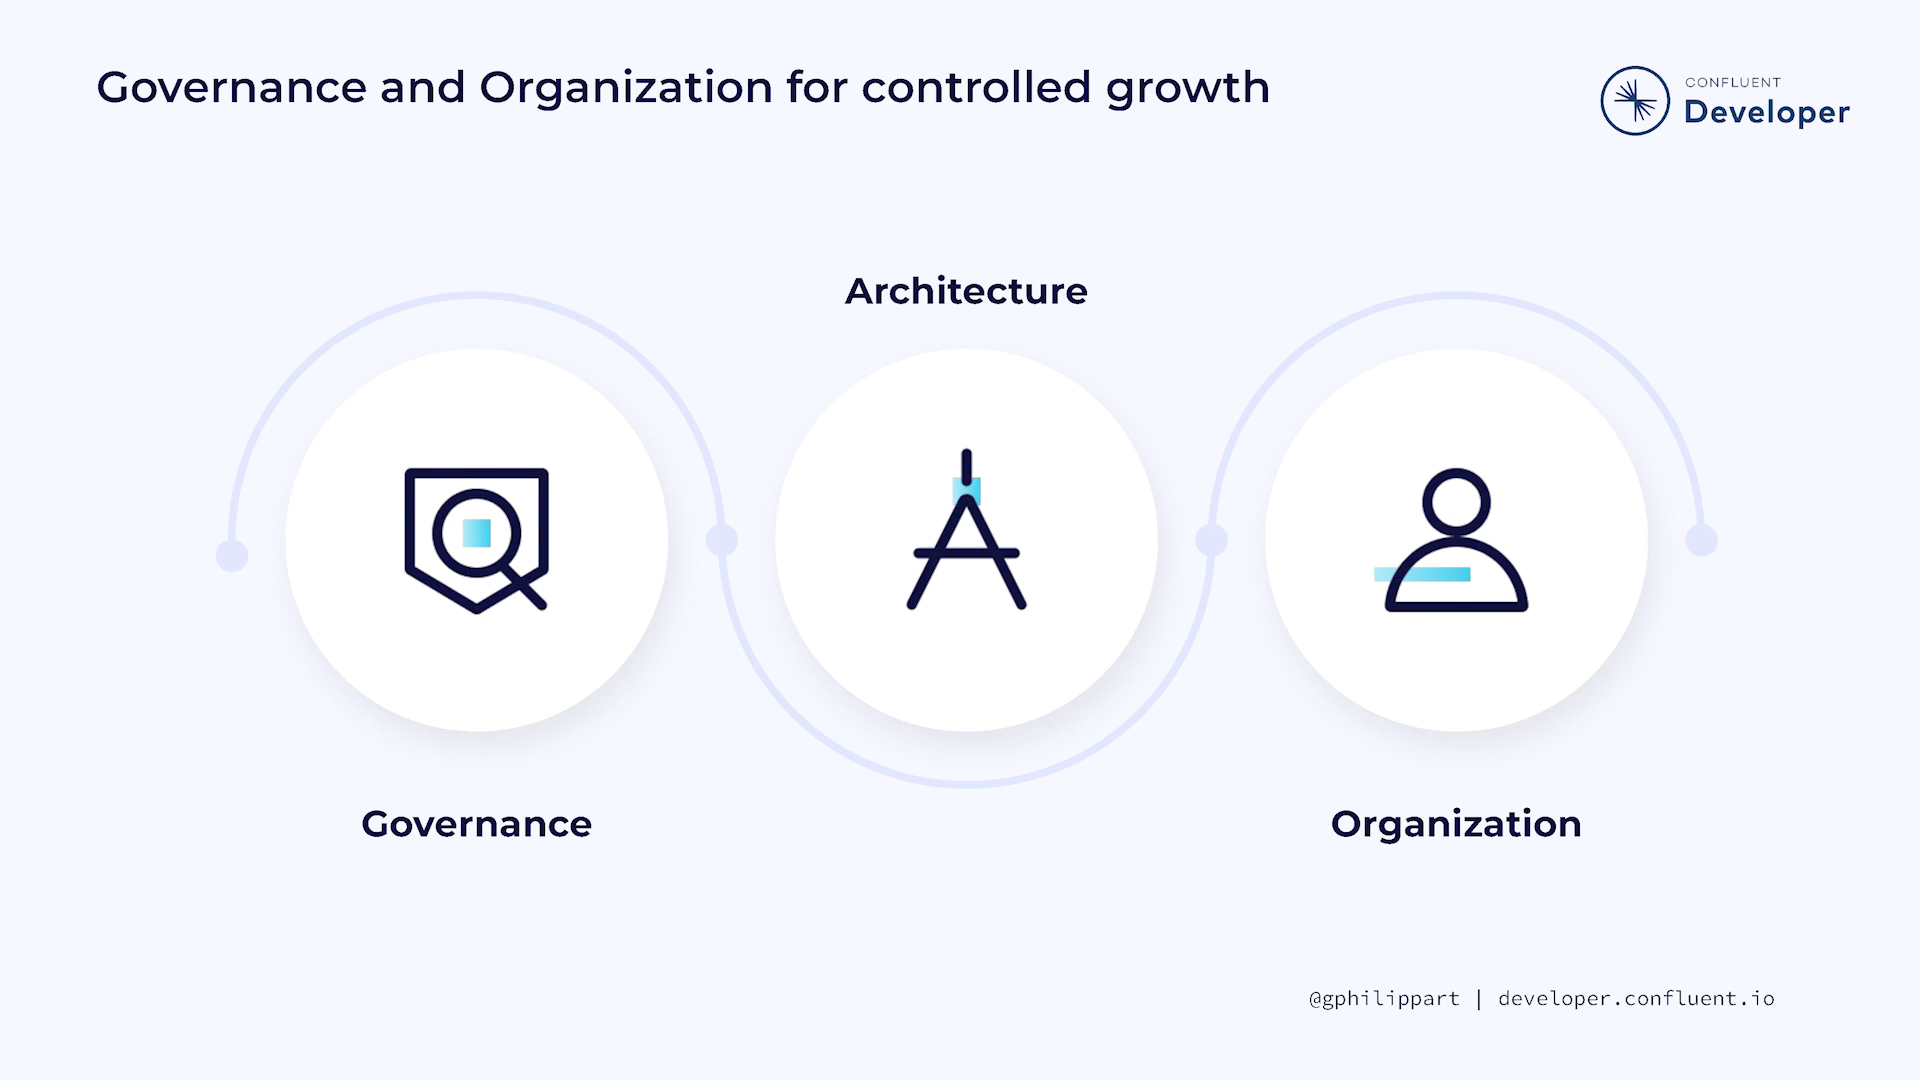 Governance and Organization for controlled growth
CONFLUENT
Developer
Architecture
Governance
Organization
@gphilippart | developer.confluent.io